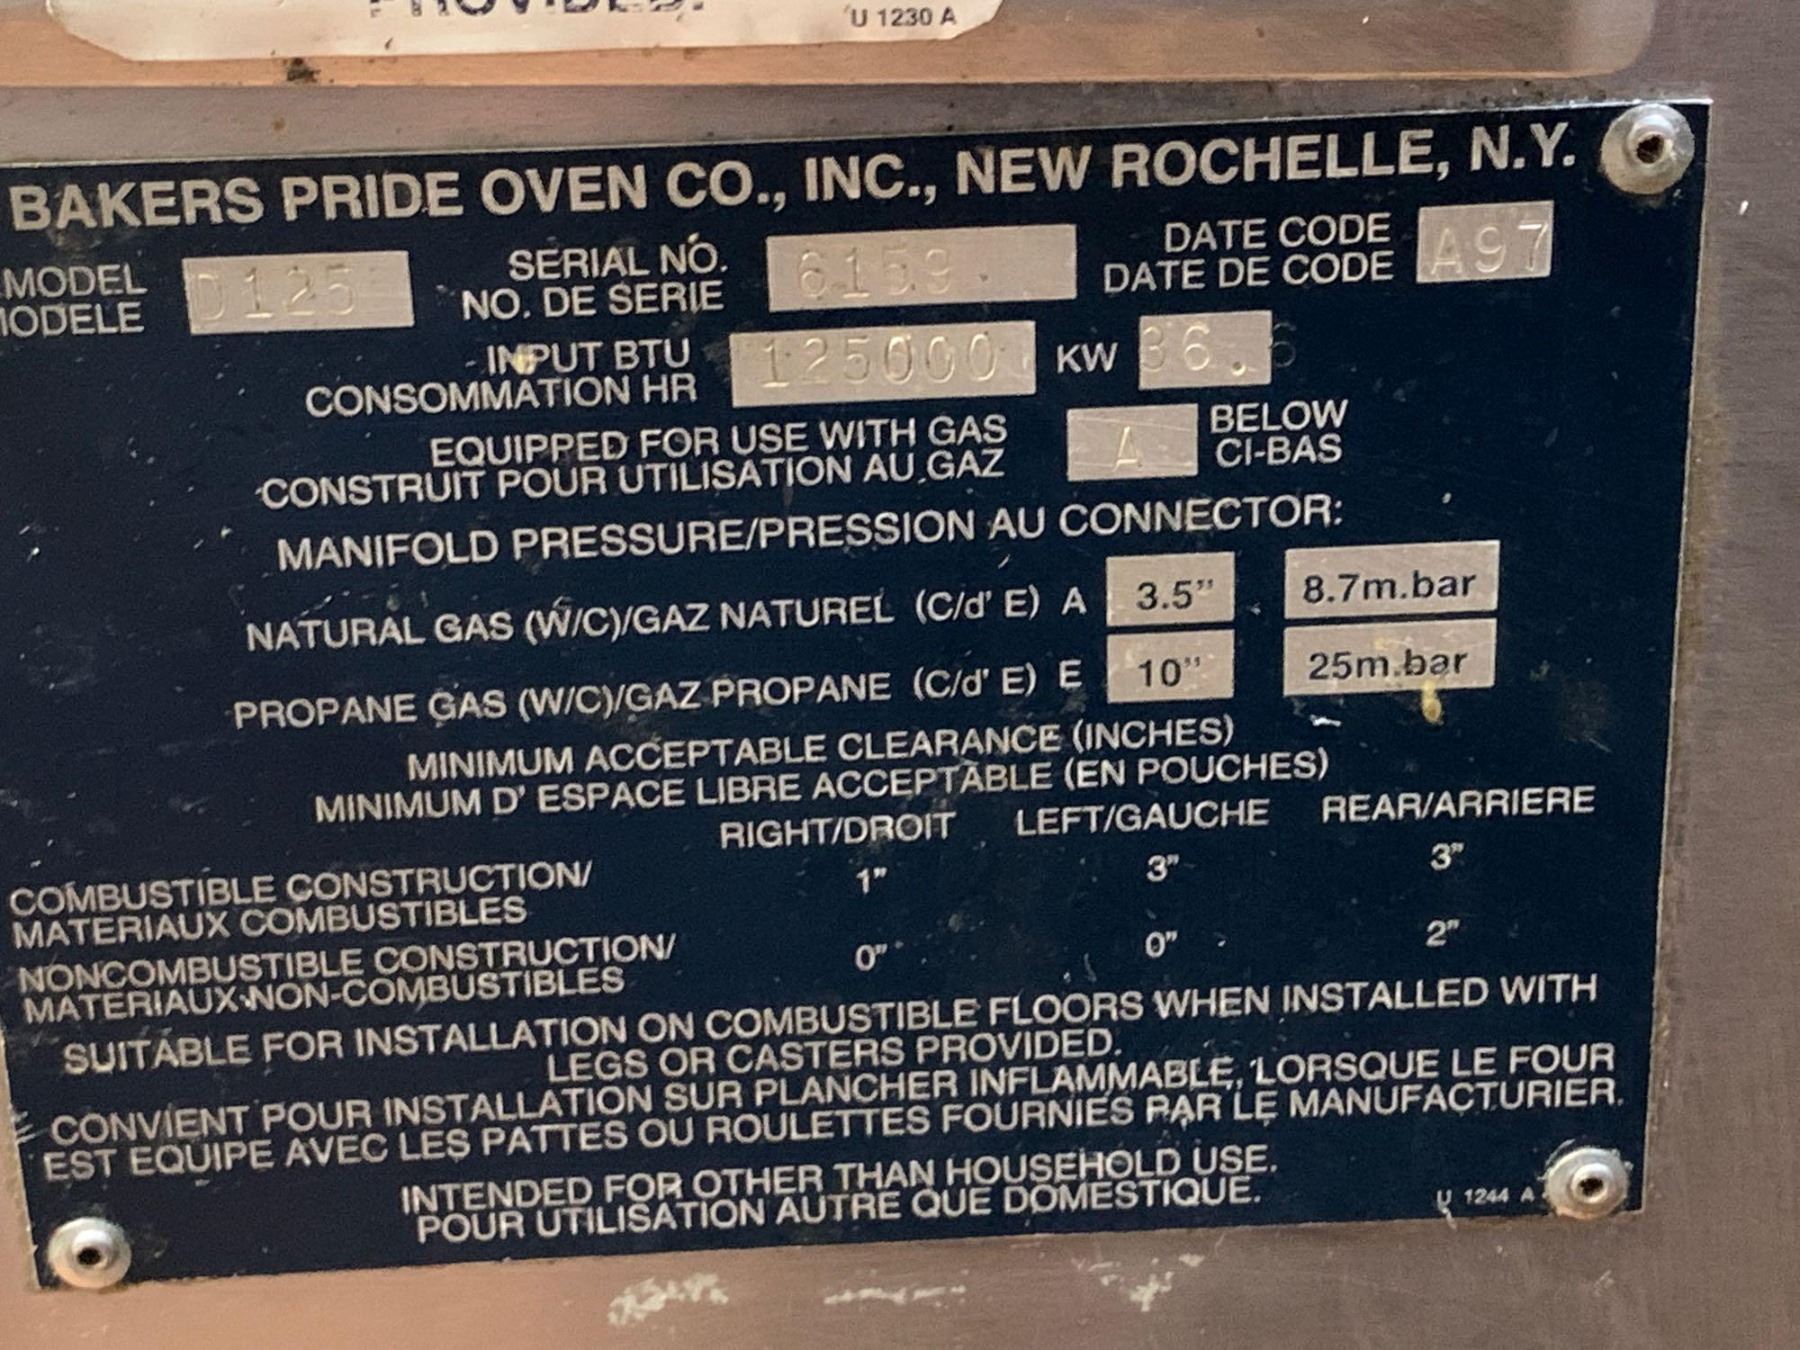 PROVIDED.
U 1230 A
BAKERS PRIDE OVEN CO., INC., NEW ROCHELLE, N.Y.
MODEL D125 SERIAL NO. 6159 DATE CODE A97
NO. DE SERIE DATE DE CODE
INPUT BTU 125000 KW 36.6
CONSOMMATION HR
EQUIPPED FOR USE WITH GAS A BELOW
CONSTRUIT POUR UTILISATION AU GAZ CI-BAS
MANIFOLD PRESSURE/PRESSION AU CONNECTOR:
NATURAL GAS (W/C)/GAZ NATUREL (C/d' E) A 3.5" 8.7m.bar
PROPANE GAS (W/C)/GAZ PROPANE (C/d' E) E 10" 25m.bar
MINIMUM ACCEPTABLE CLEARANCE (INCHES)
MINIMUM D' ESPACE LIBRE ACCEPTABLE (EN POUCHES)
RIGHT/DROIT LEFT/GAUCHE REAR/ARRIERE
COMBUSTIBLE CONSTRUCTION/ 1" 3" 3"
MATERIAUX COMBUSTIBLES
NONCOMBUSTIBLE CONSTRUCTION/ 0" 0" 2"
MATERIAUX NON-COMBUSTIBLES
SUITABLE FOR INSTALLATION ON COMBUSTIBLE FLOORS WHEN INSTALLED WITH
LEGS OR CASTERS PROVIDED.
CONVIENT POUR INSTALLATION SUR PLANCHER INFLAMMABLE, LORSQUE LE FOUR
EST EQUIPE AVEC LES PATTES OU ROULETTES FOURNIES PAR LE MANUFACTURIER.
INTENDED FOR OTHER THAN HOUSEHOLD USE.
POUR UTILISATION AUTRE QUE DOMESTIQUE.
U 1244 A